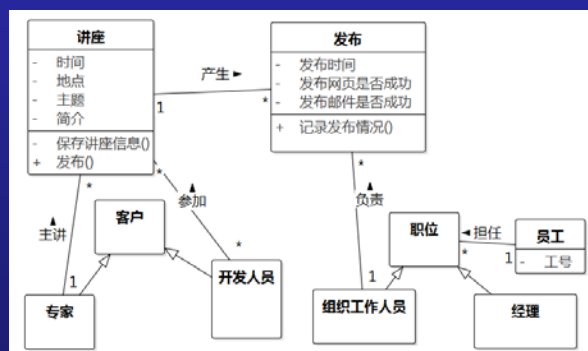 讲座
- 时间
- 地点
- 主题
- 简介
- 保存讲座信息()
+ 发布()
产生 ►
1
*
发布
- 发布时间
- 发布网页是否成功
- 发布邮件是否成功
+ 记录发布情况()
*
▲
主讲
1
*
▲
参加
*
*
▲
负责
1
客户
专家
开发人员
职位
◄ 担任
*
1
员工
- 工号
组织工作人员
经理